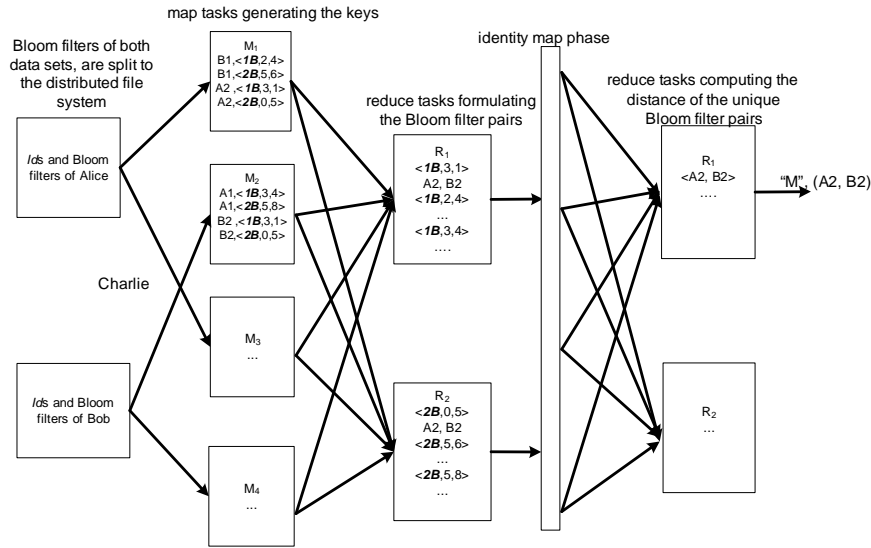 map tasks generating the keys
Bloom filters of both
data sets, are split to
the distributed file
system
Ids and Bloom
filters of Alice
Charlie
Ids and Bloom
filters of Bob
M1
B1,<1B,2,4>
B1,<2B,5,6>
A2 ,<1B,3,1>
A2,<2B,0,5>
M2
A1,<1B,3,4>
A1,<2B,5,8>
B2 ,<1B,3,1>
B2,<2B,0,5>
M3
...
M4
...
reduce tasks formulating
the Bloom filter pairs
R1
<1B,3,1>
A2, B2
<1B,2,4>
...
<1B,3,4>
....
R2
<2B,0,5>
A2, B2
<2B,5,6>
...
<2B,5,8>
...
identity map phase
reduce tasks computing the
distance of the unique
Bloom filter pairs
R1
<A2, B2>
....
“M”, (A2, B2)
R2
...